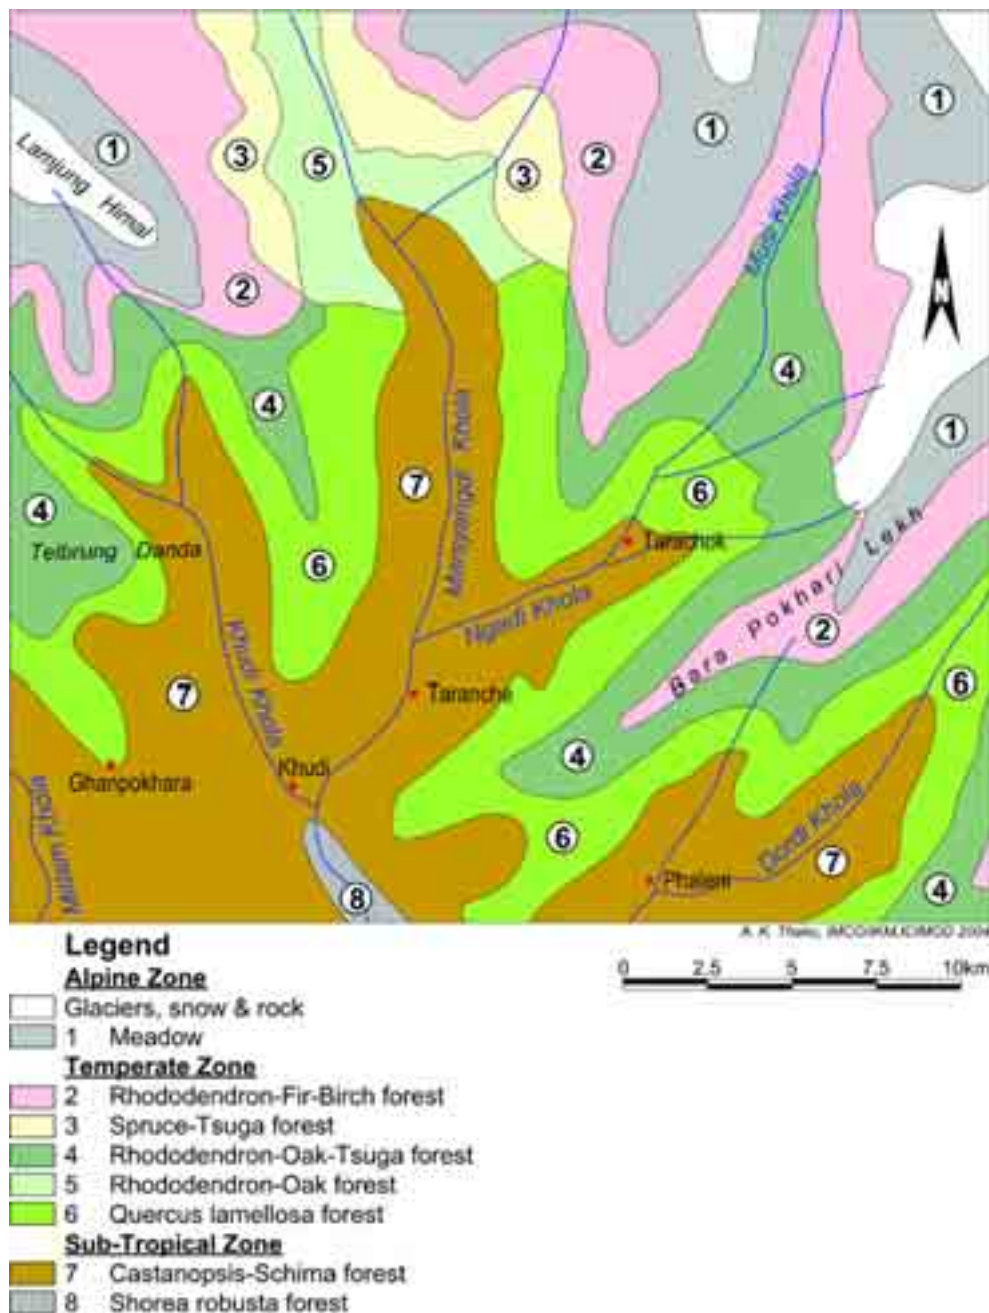 1
1
1
Lamjung Himal
3
5
3
2
Musi Khola
N
2
4
4
1
7
6
4
Telbrung Danda
6
Marsyangdi Khola
Tarachok
Bara Pokhari Lekh
Ngadi Khola
2
Khudi Khola
7
Taranche
6
Ghanpokhara
Khudi
4
Midim Khola
6
Dordi Khola
7
Phaleni
8
4
Legend
0 2.5 5 7.5 10km
Alpine Zone
Glaciers, snow & rock
1 Meadow
Temperate Zone
2 Rhododendron-Fir-Birch forest
3 Spruce-Tsuga forest
4 Rhododendron-Oak-Tsuga forest
5 Rhododendron-Oak forest
6 Quercus lamellosa forest
Sub-Tropical Zone
7 Castanopsis-Schima forest
8 Shorea robusta forest